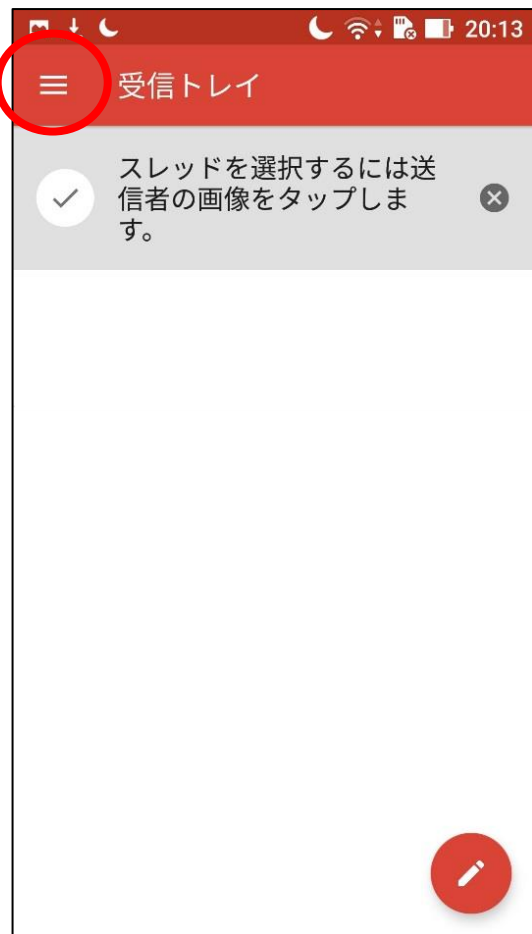 20:13
受信トレイ
スレッドを選択するには送
信者の画像をタップしま
す。